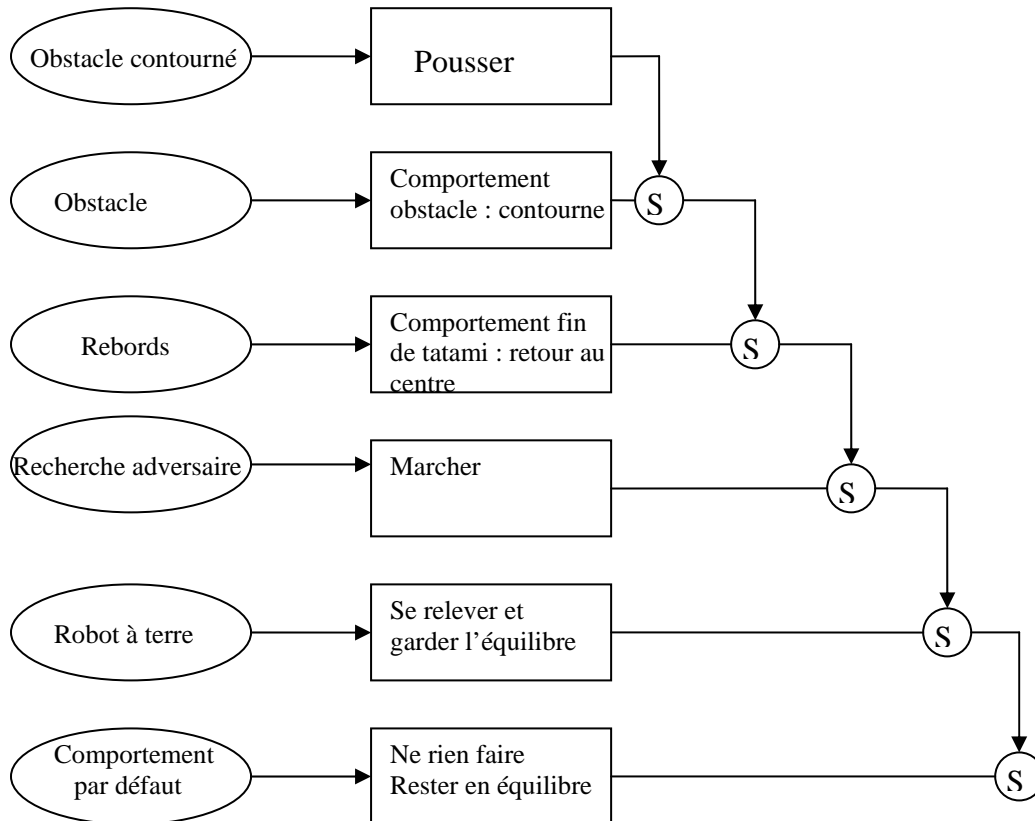 Obstacle contourné
Pousser
Obstacle
Comportement
obstacle : contourne
S
Rebords
Comportement fin
de tatami : retour au
centre
S
Recherche adversaire
Marcher
S
Robot à terre
Se relever et
garder l’équilibre
S
Comportement
par défaut
Ne rien faire
Rester en équilibre
S